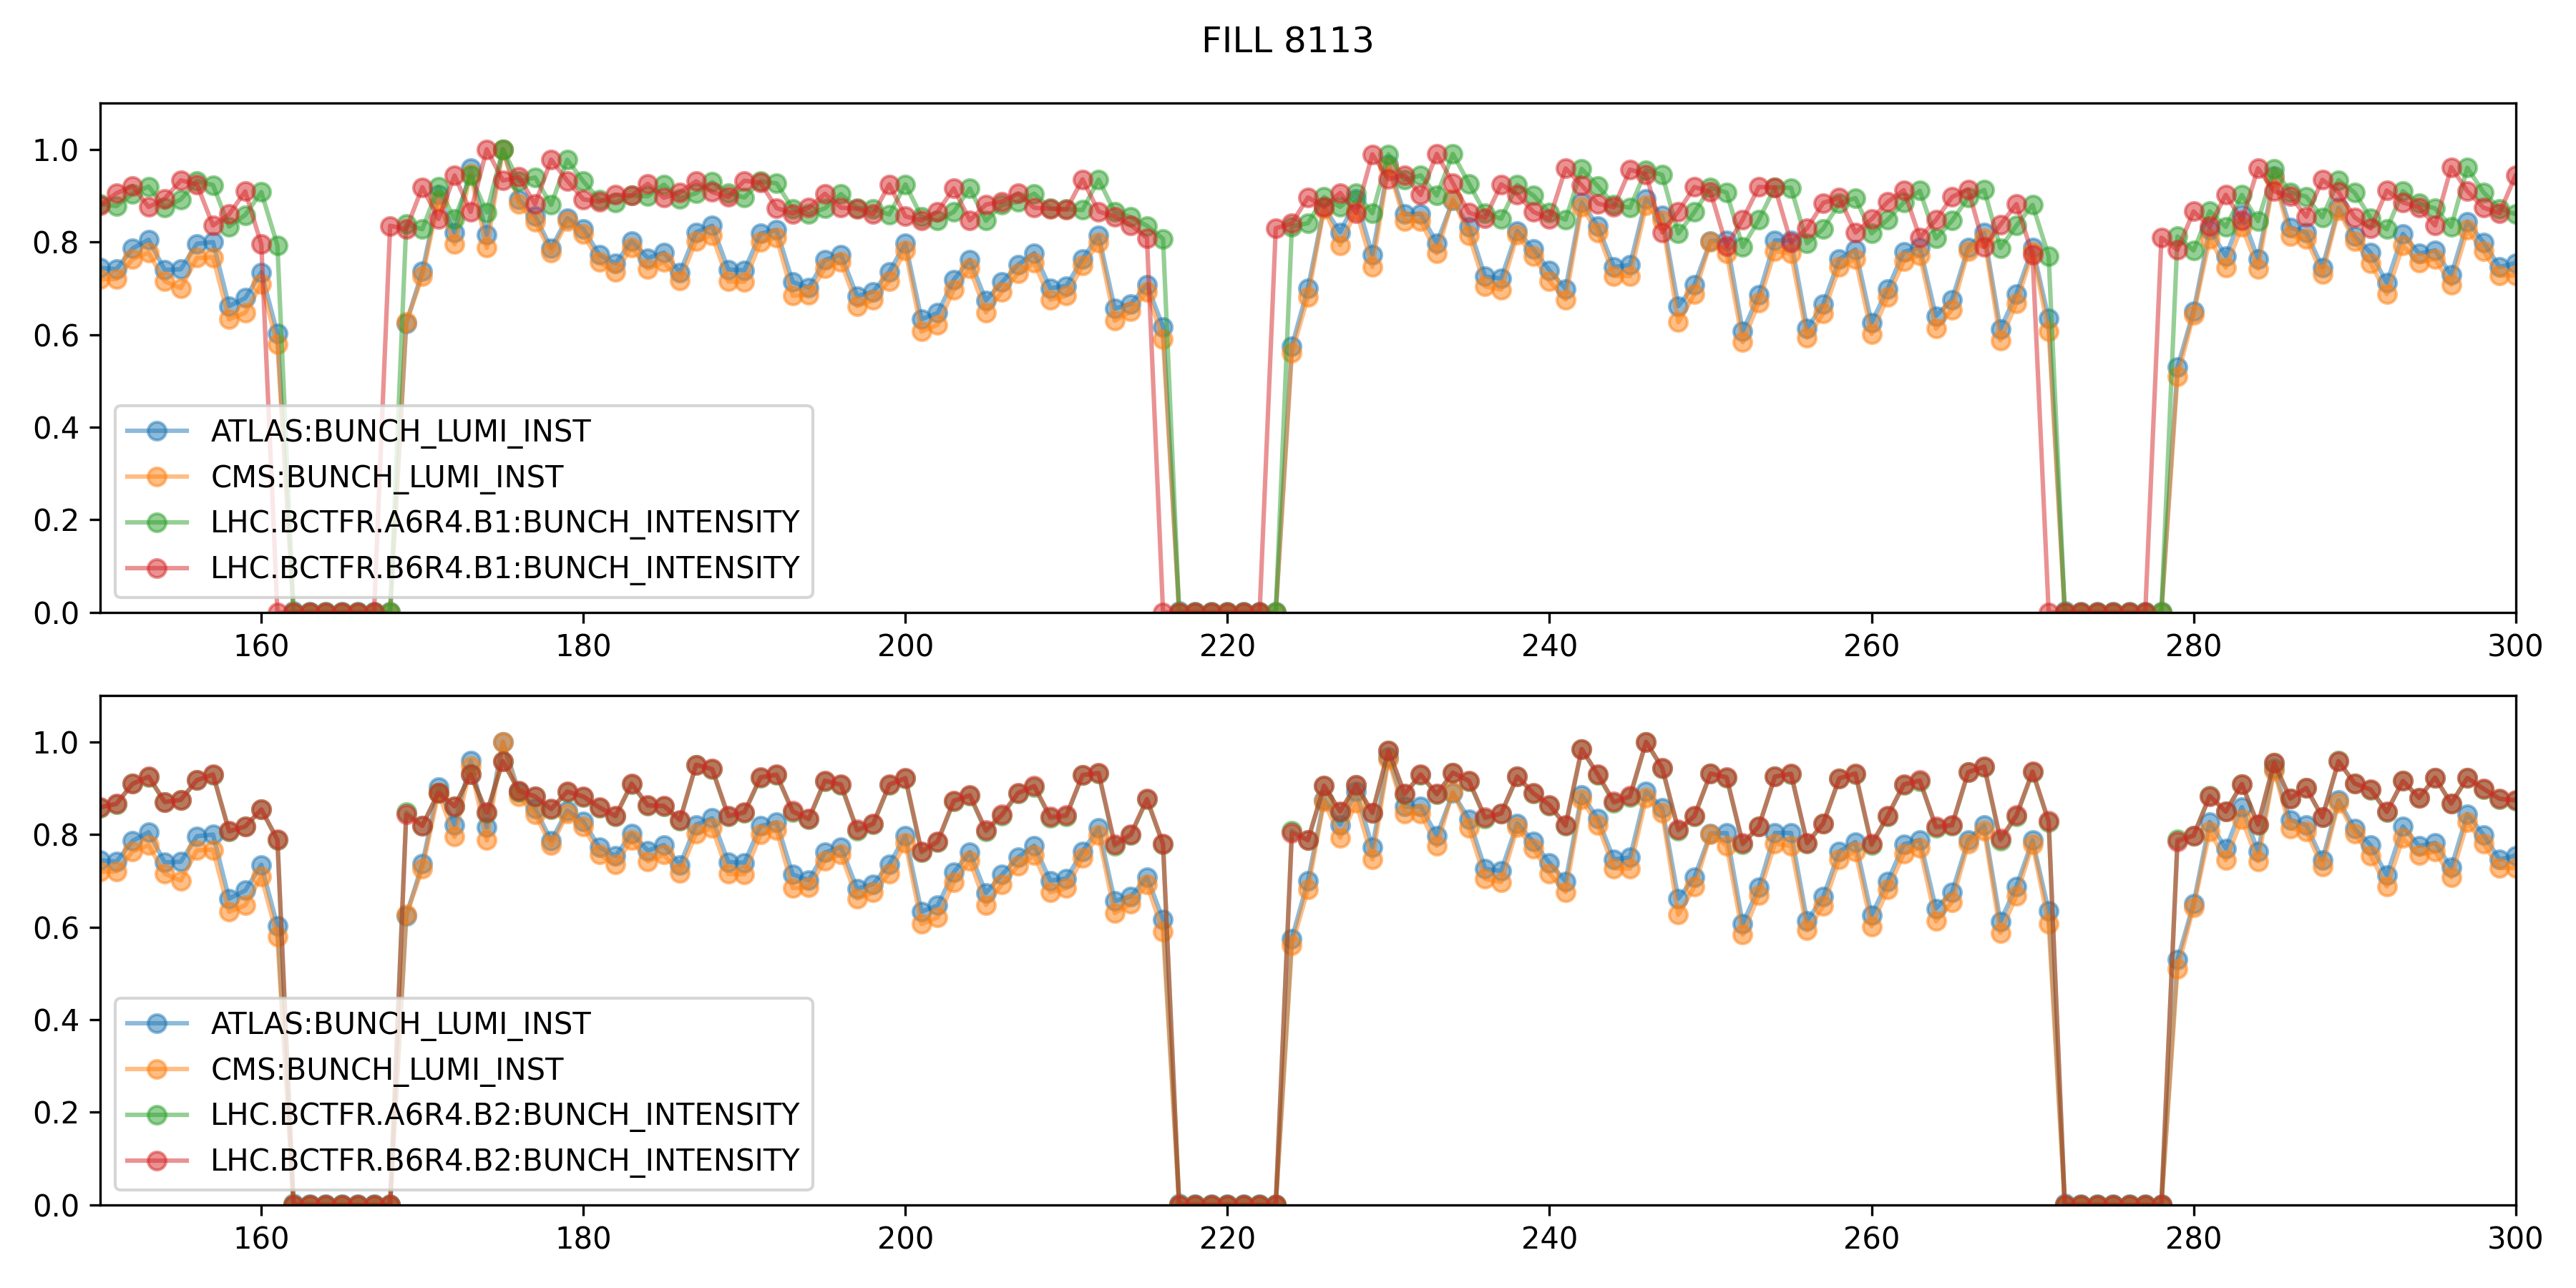 FILL 8113
1.0
0.8
0.6
0.4
0.2
0.0
ATLAS:BUNCH_LUMI_INST
CMS:BUNCH_LUMI_INST
LHC.BCTFR.A6R4.B1:BUNCH_INTENSITY
LHC.BCTFR.B6R4.B1:BUNCH_INTENSITY
160 180 200 220 240 260 280 300
1.0
0.8
0.6
0.4
0.2
0.0
ATLAS:BUNCH_LUMI_INST
CMS:BUNCH_LUMI_INST
LHC.BCTFR.A6R4.B2:BUNCH_INTENSITY
LHC.BCTFR.B6R4.B2:BUNCH_INTENSITY
160 180 200 220 240 260 280 300